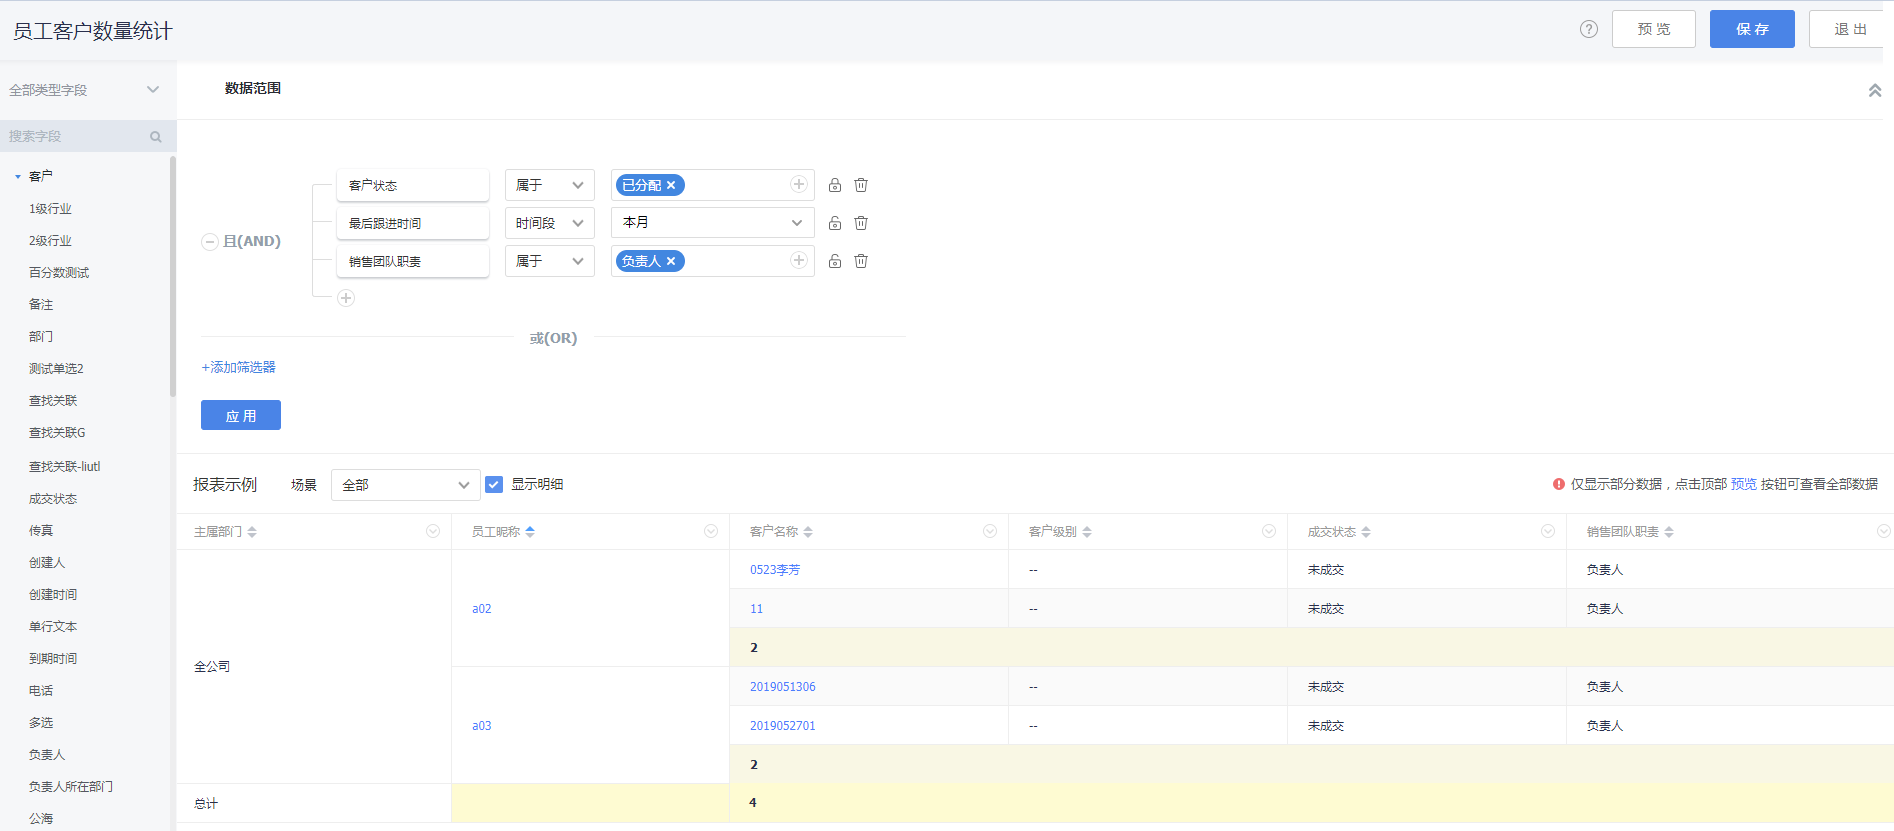 员工客户数量统计
?
预 览
保 存
退 出
全部类型字段
搜索字段
客户
1级行业
2级行业
百分数测试
备注
部门
测试单选2
查找关联
查找关联G
查找关联-liutl
成交状态
传真
创建人
创建时间
单行文本
到期时间
电话
多选
负责人
负责人所在部门
公海
数据范围
且(AND)
客户状态 属于 已分配 ×
最后跟进时间 时间段 本月
销售团队职责 属于 负责人 ×
或(OR)
+添加筛选器
应 用
报表示例 场景 全部 显示明细 仅显示部分数据，点击顶部 预览 按钮可查看全部数据
主属部门 员工昵称 客户名称 客户级别 成交状态 销售团队职责
全公司 a02 0523李芳 -- 未成交 负责人
11 -- 未成交 负责人
2
a03 2019051306 -- 未成交 负责人
2019052701 -- 未成交 负责人
2
总计 4